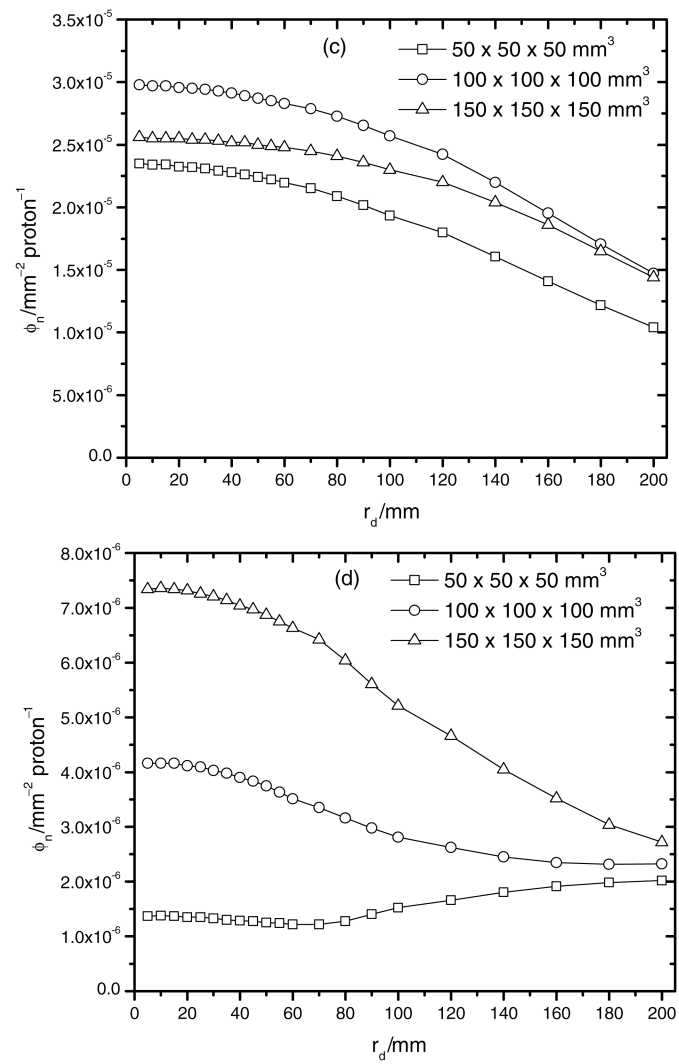 (c)
50 x 50 x 50 mm³
100 x 100 x 100 mm³
150 x 150 x 150 mm³
3.5x10⁻⁵
3.0x10⁻⁵
2.5x10⁻⁵
2.0x10⁻⁵
1.5x10⁻⁵
1.0x10⁻⁵
5.0x10⁻⁶
0.0
ϕₙ/mm⁻² proton⁻¹
0 20 40 60 80 100 120 140 160 180 200
r_d/mm
(d)
50 x 50 x 50 mm³
100 x 100 x 100 mm³
150 x 150 x 150 mm³
8.0x10⁻⁶
7.0x10⁻⁶
6.0x10⁻⁶
5.0x10⁻⁶
4.0x10⁻⁶
3.0x10⁻⁶
2.0x10⁻⁶
1.0x10⁻⁶
0.0
ϕₙ/mm⁻² proton⁻¹
0 20 40 60 80 100 120 140 160 180 200
r_d/mm